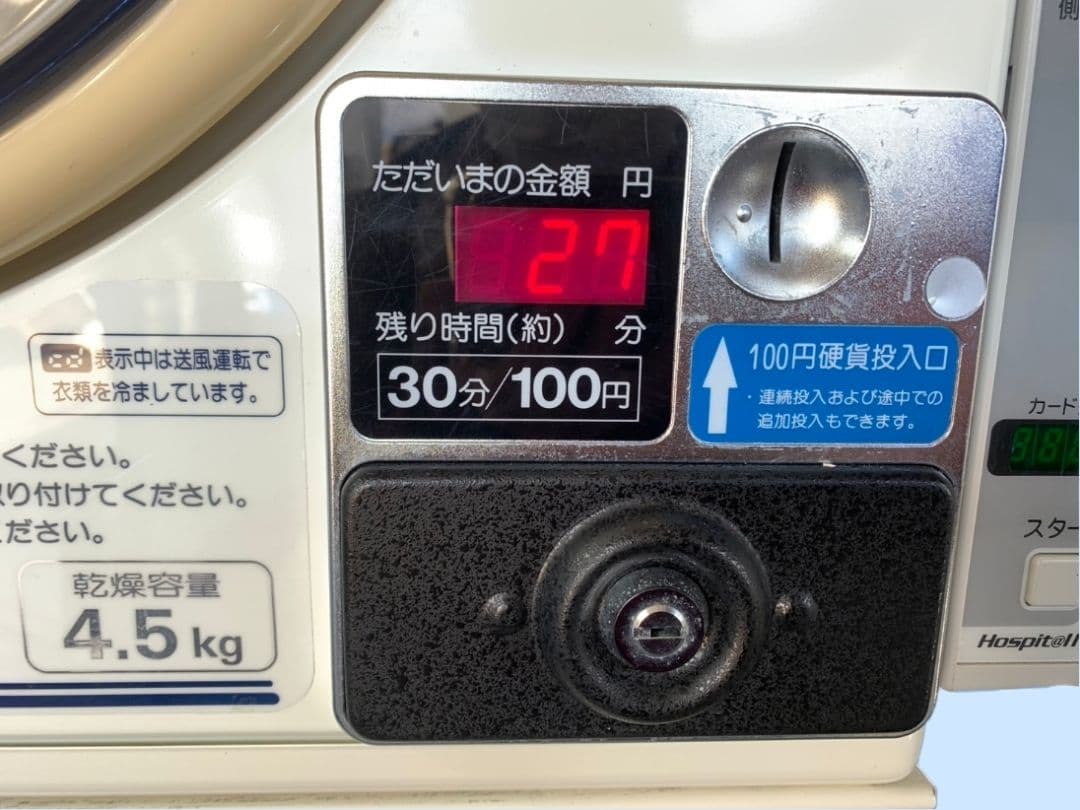 側
ただいまの金額 円
27
残り時間(約) 分
30分/100円
100円硬貨投入口
・連続投入および途中での
追加投入もできます。
表示中は送風運転で
衣類を冷ましています。
ください。
取り付けてください。
ください。
乾燥容量
4.5kg
カード
スター
Hospit@ll